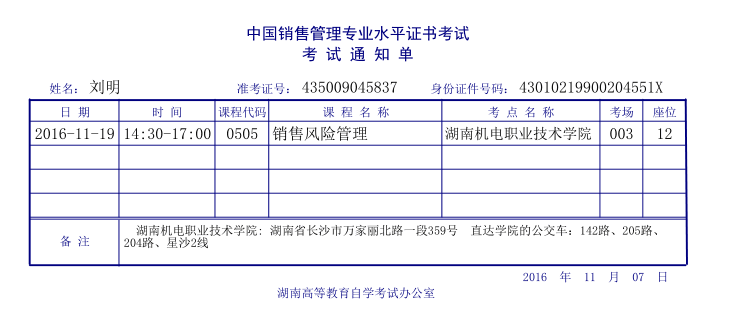 中国销售管理专业水平证书考试
考 试 通 知 单
姓名: 刘明 准考证号: 435009045837 身份证件号码: 43010219900204551X
日 期 时 间 课程代码 课 程 名 称 考 点 名 称 考场 座位
2016-11-19 14:30-17:00 0505 销售风险管理 湖南机电职业技术学院 003 12
备 注 湖南机电职业技术学院: 湖南省长沙市万家丽北路一段359号 直达学院的公交车: 142路、205路、
204路、星沙2线
2016 年 11 月 07 日
湖南高等教育自学考试办公室